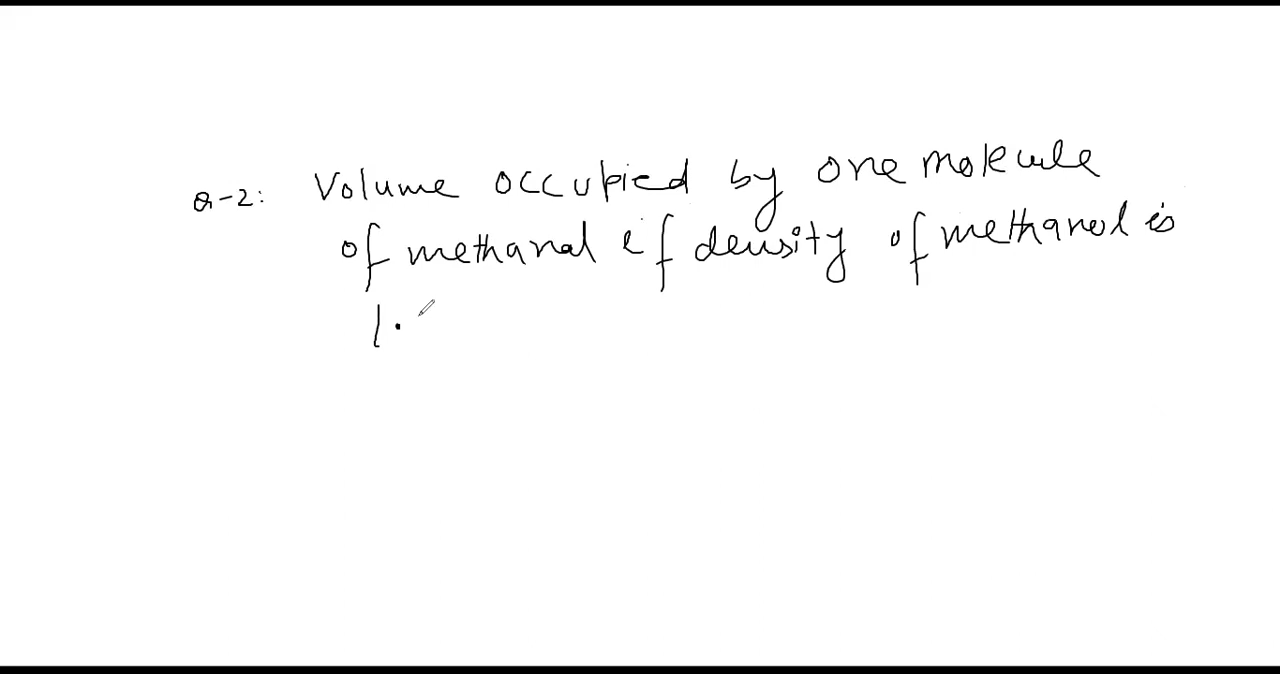 Q-2: Volume occupied by one molecule
of methanol if density of methanol is
1.